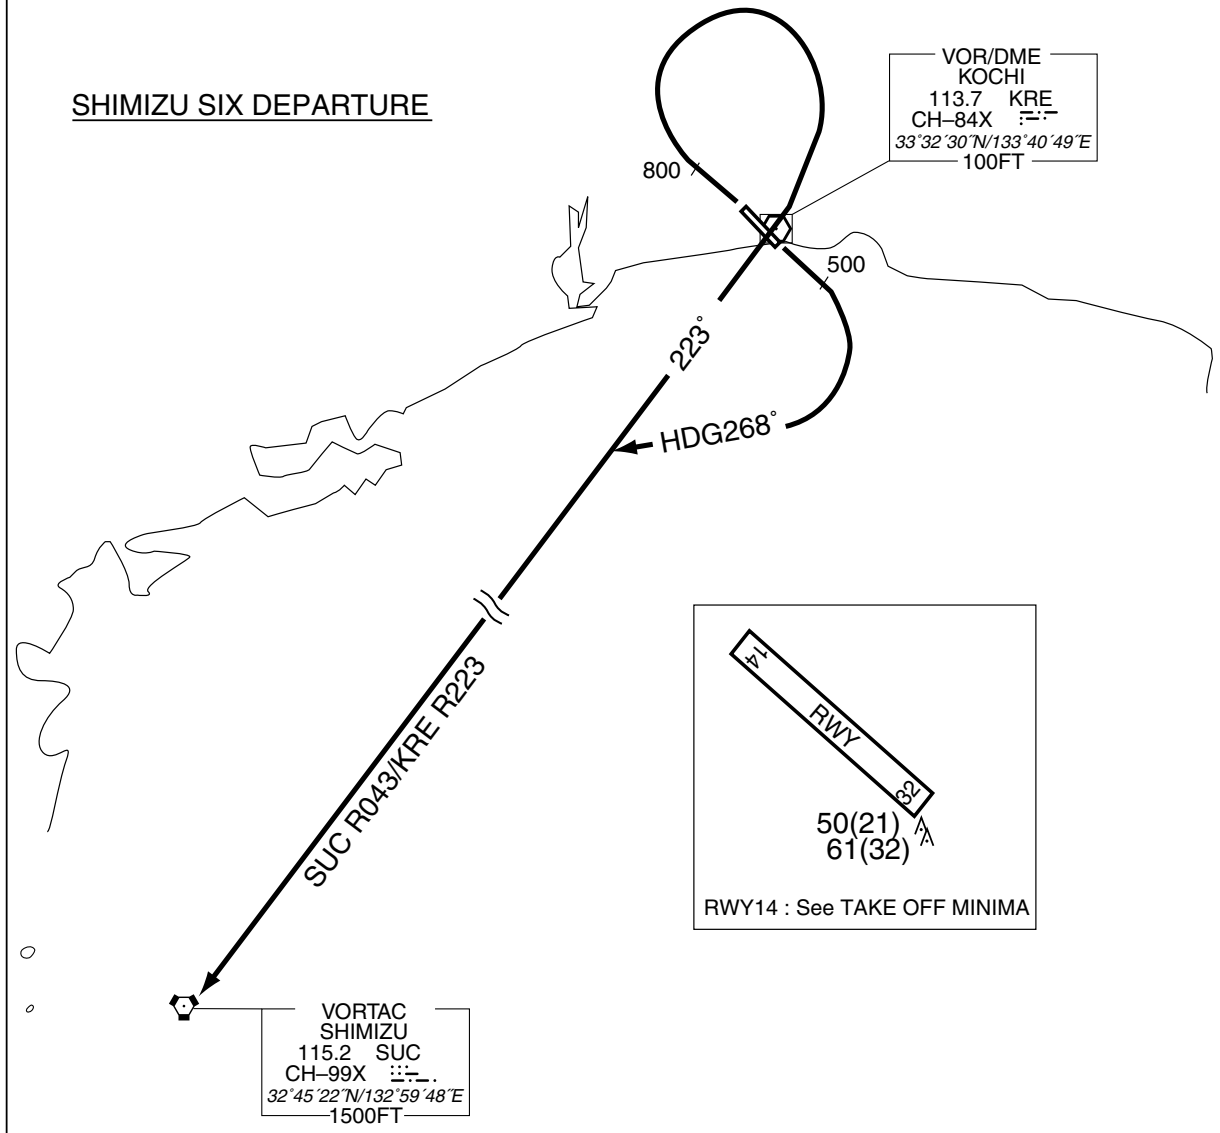 SHIMIZU SIX DEPARTURE
VOR/DME
KOCHI
113.7 KRE
CH–84X
33°32´30˝N/133°40´49˝E
100FT
800
500
223°
HDG268°
SUC R043/KRE R223
14
RWY
32
50(21)
61(32)
RWY14 : See TAKE OFF MINIMA
VORTAC
SHIMIZU
115.2 SUC
CH–99X
32°45´22˝N/132°59´48˝E
1500FT